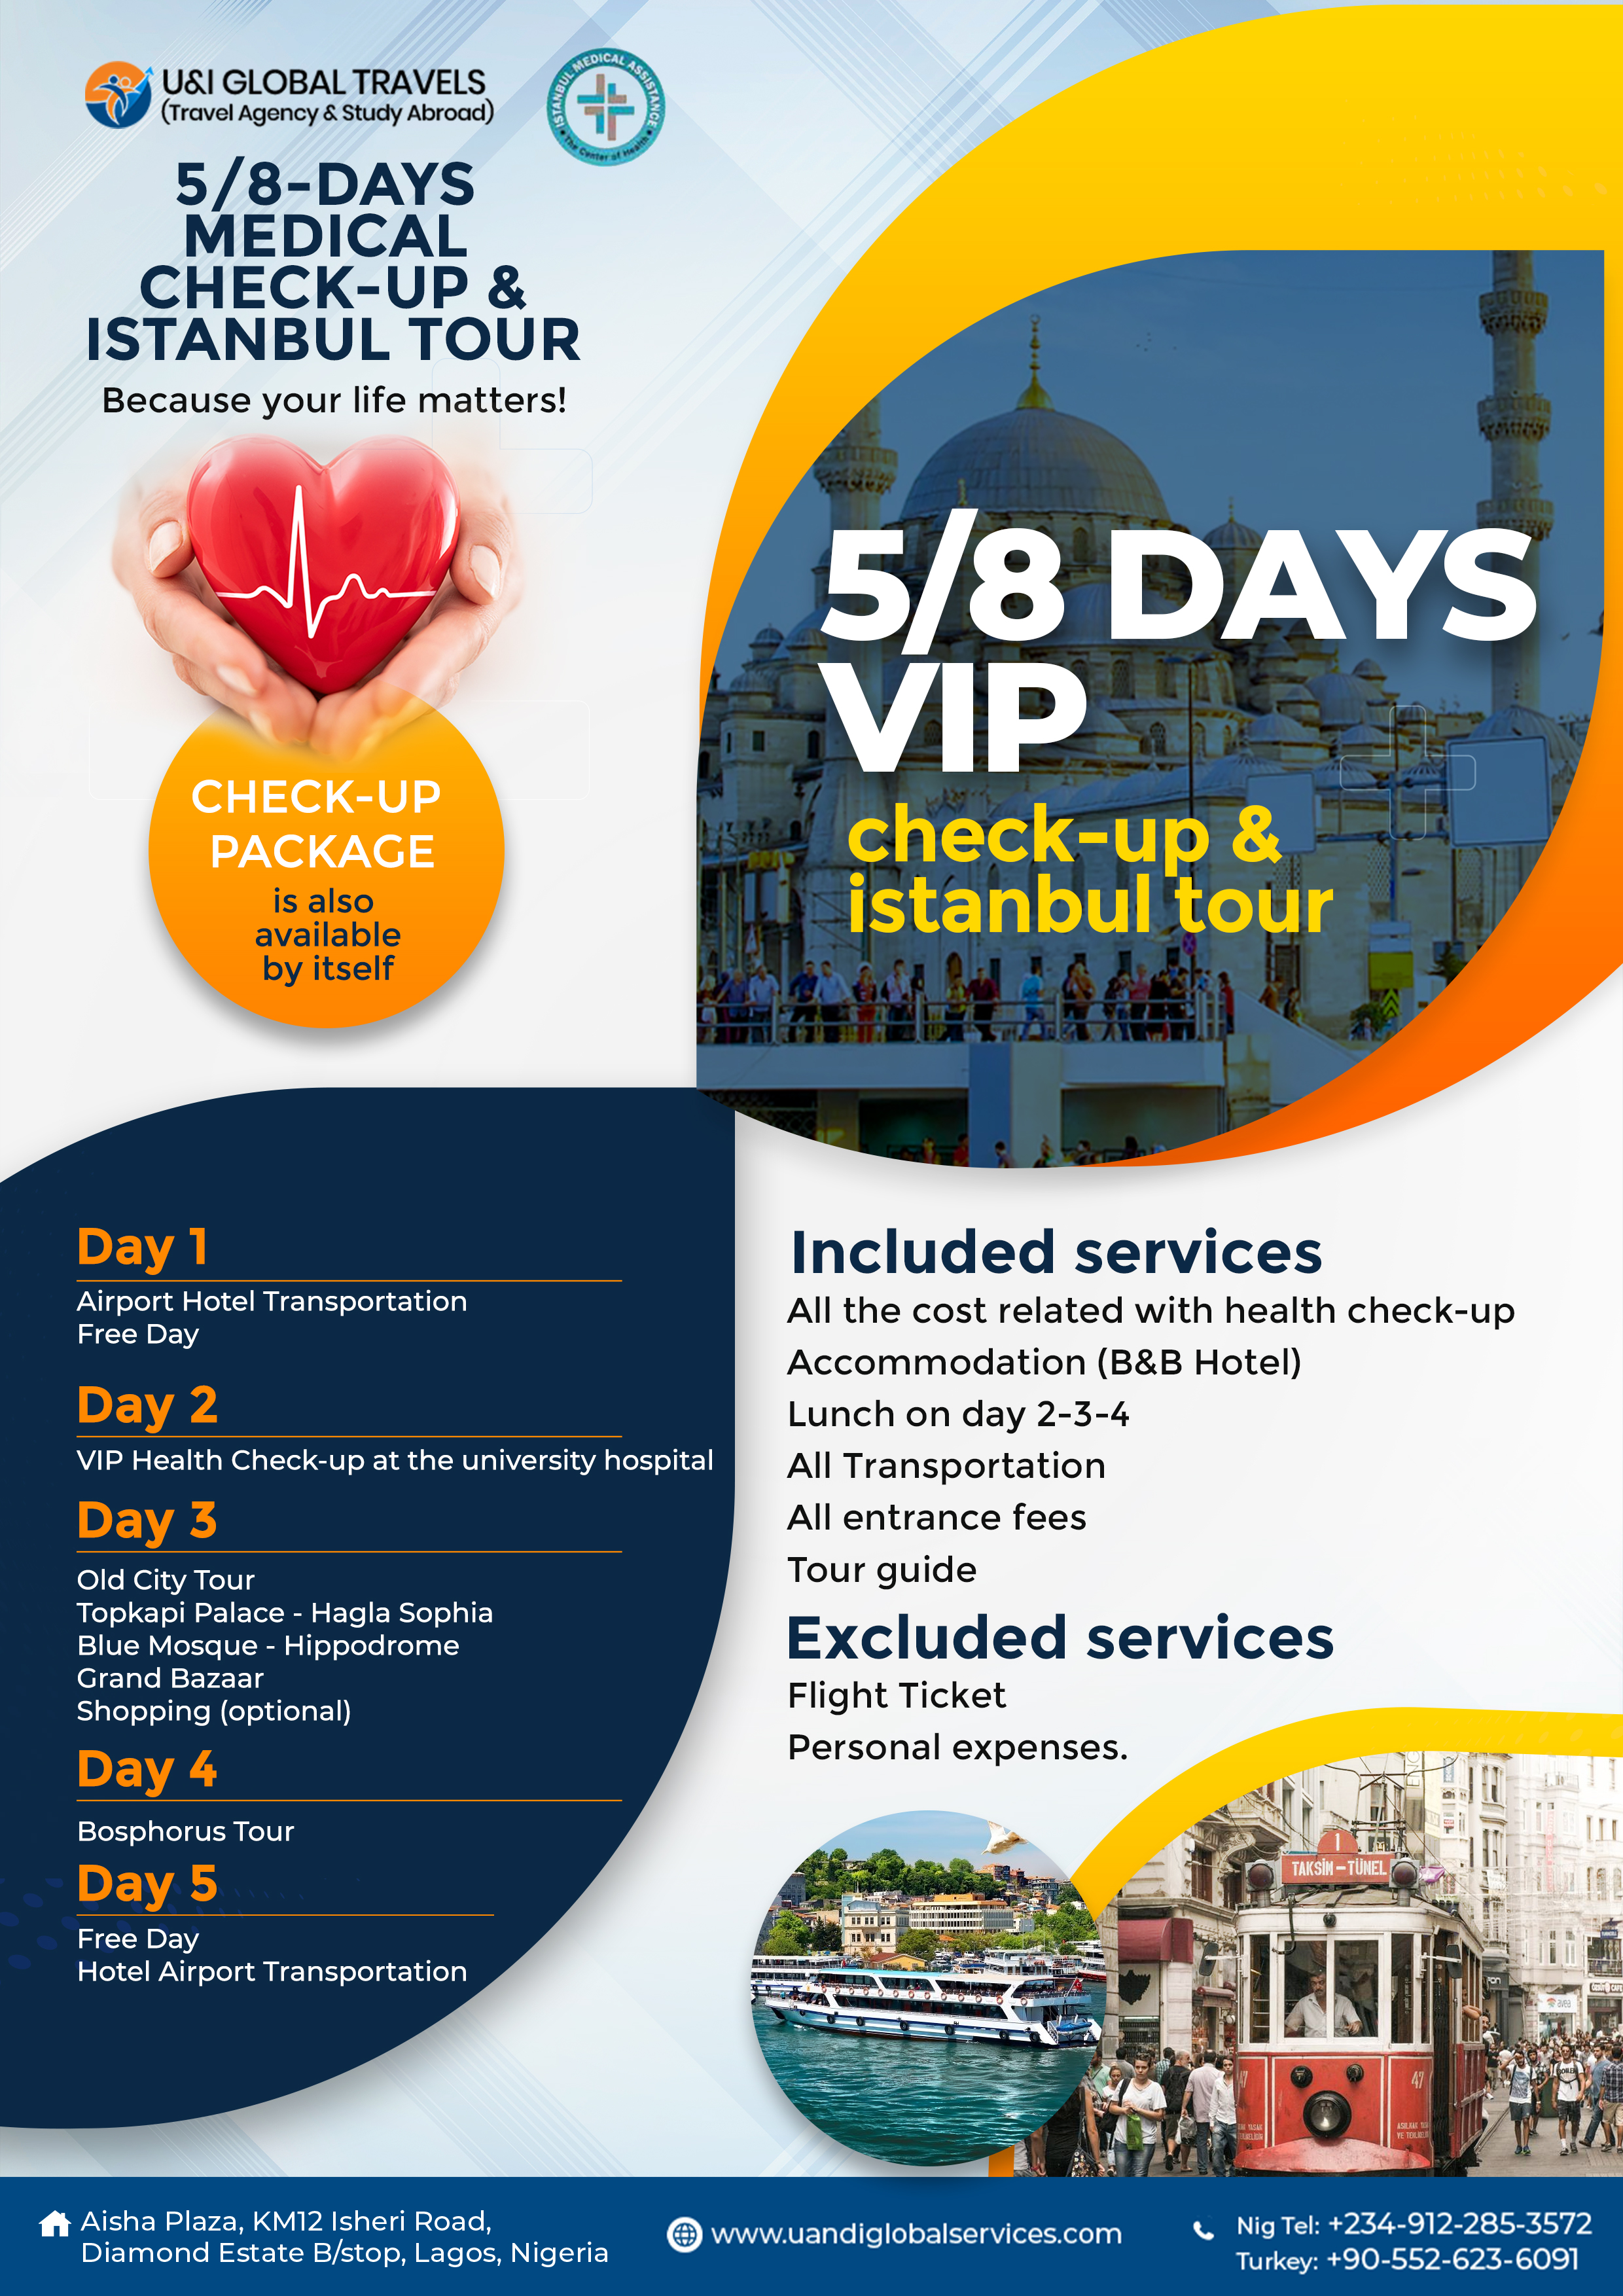 U&I GLOBAL TRAVELS
(Travel Agency & Study Abroad)
ISTANBUL MEDICAL ASSISTANCE
The Center of Health
5/8-DAYS
MEDICAL
CHECK-UP &
ISTANBUL TOUR
Because your life matters!
CHECK-UP
PACKAGE
is also
available
by itself
5/8 DAYS
VIP
check-up &
istanbul tour
Day 1
Airport Hotel Transportation
Free Day
Day 2
VIP Health Check-up at the university hospital
Day 3
Old City Tour
Topkapi Palace - Hagla Sophia
Blue Mosque - Hippodrome
Grand Bazaar
Shopping (optional)
Day 4
Bosphorus Tour
Day 5
Free Day
Hotel Airport Transportation
Included services
All the cost related with health check-up
Accommodation (B&B Hotel)
Lunch on day 2-3-4
All Transportation
All entrance fees
Tour guide
Excluded services
Flight Ticket
Personal expenses.
1
TAKSİM - TÜNEL
47
47
avea
Aisha Plaza, KM12 Isheri Road,
Diamond Estate B/stop, Lagos, Nigeria
www.uandiglobalservices.com
Nig Tel: +234-912-285-3572
Turkey: +90-552-623-6091